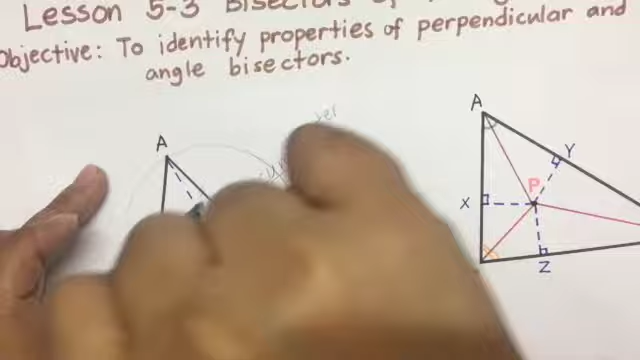 Lesson 5-3 Bisectors
Objective: To identify properties of perpendicular and
angle bisectors.
A
A
Y
P
X
Z